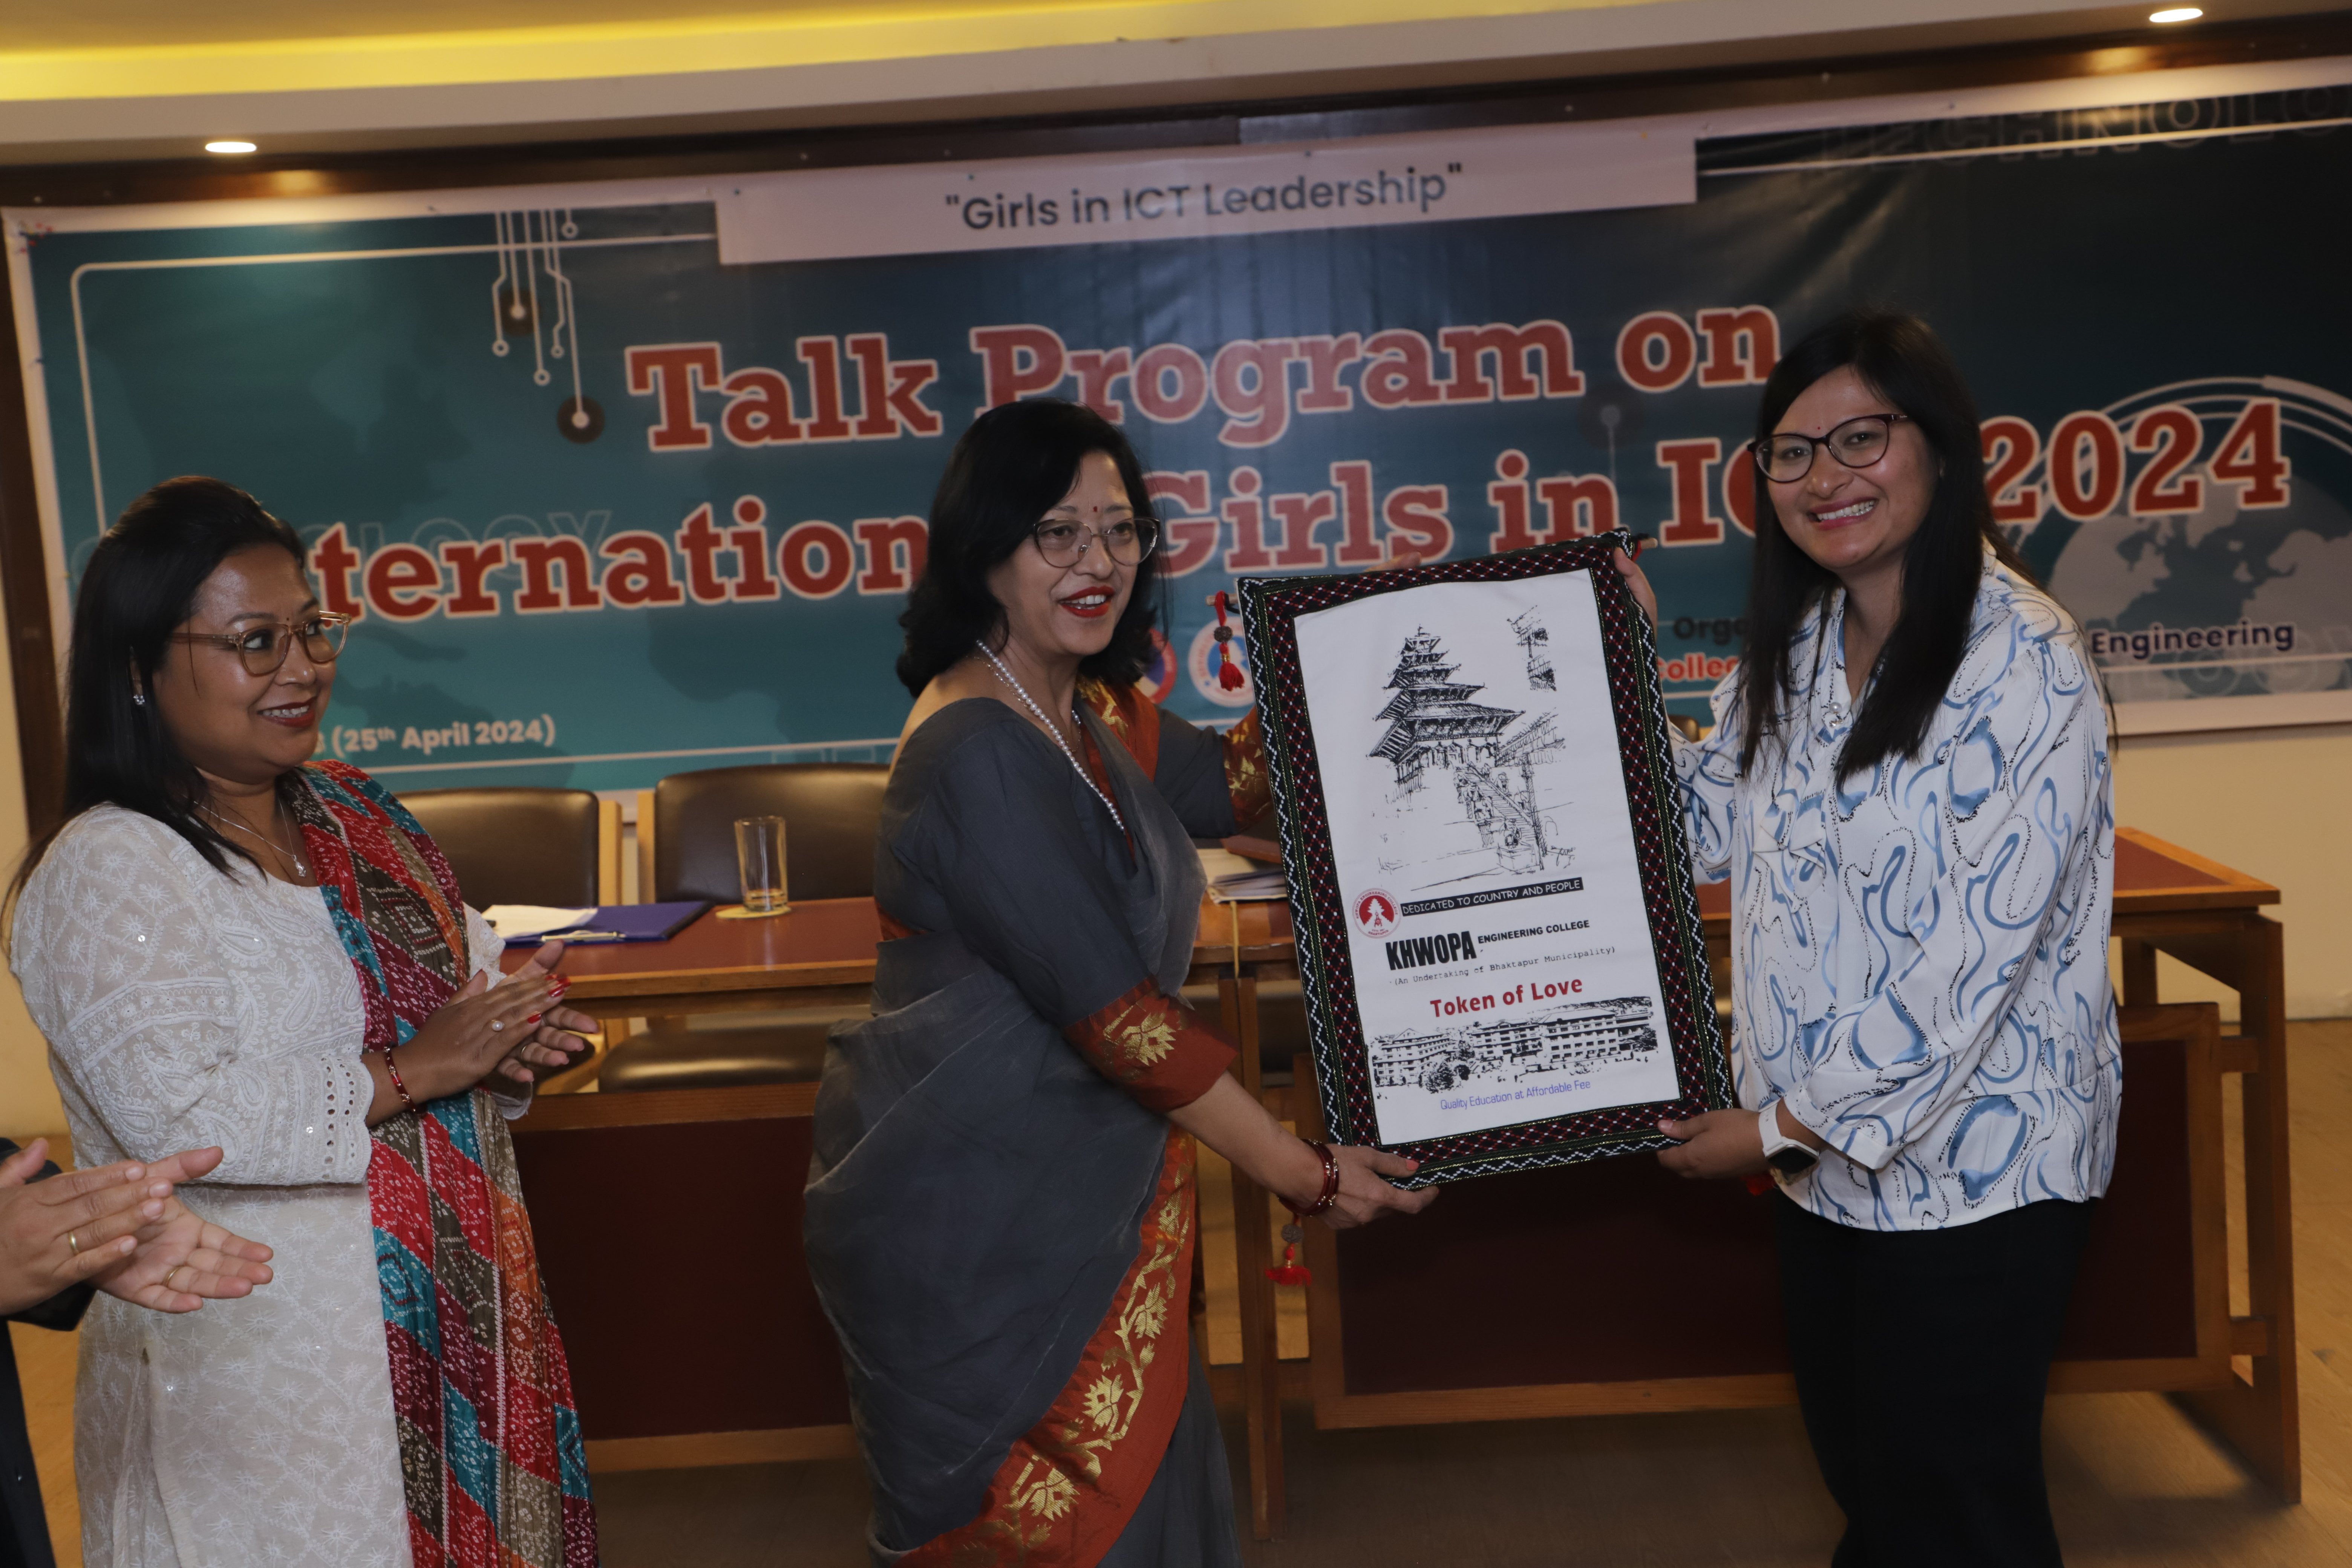 "Girls in ICT Leadership"
Talk Program on
ternation Girls in IC 2024
(25th April 2024)
Engineering
DEDICATED TO COUNTRY AND PEOPLE
KHWOPA ENGINEERING COLLEGE
(An Undertaking of Bhaktapur Municipality)
Token of Love
Quality Education at Affordable Fee